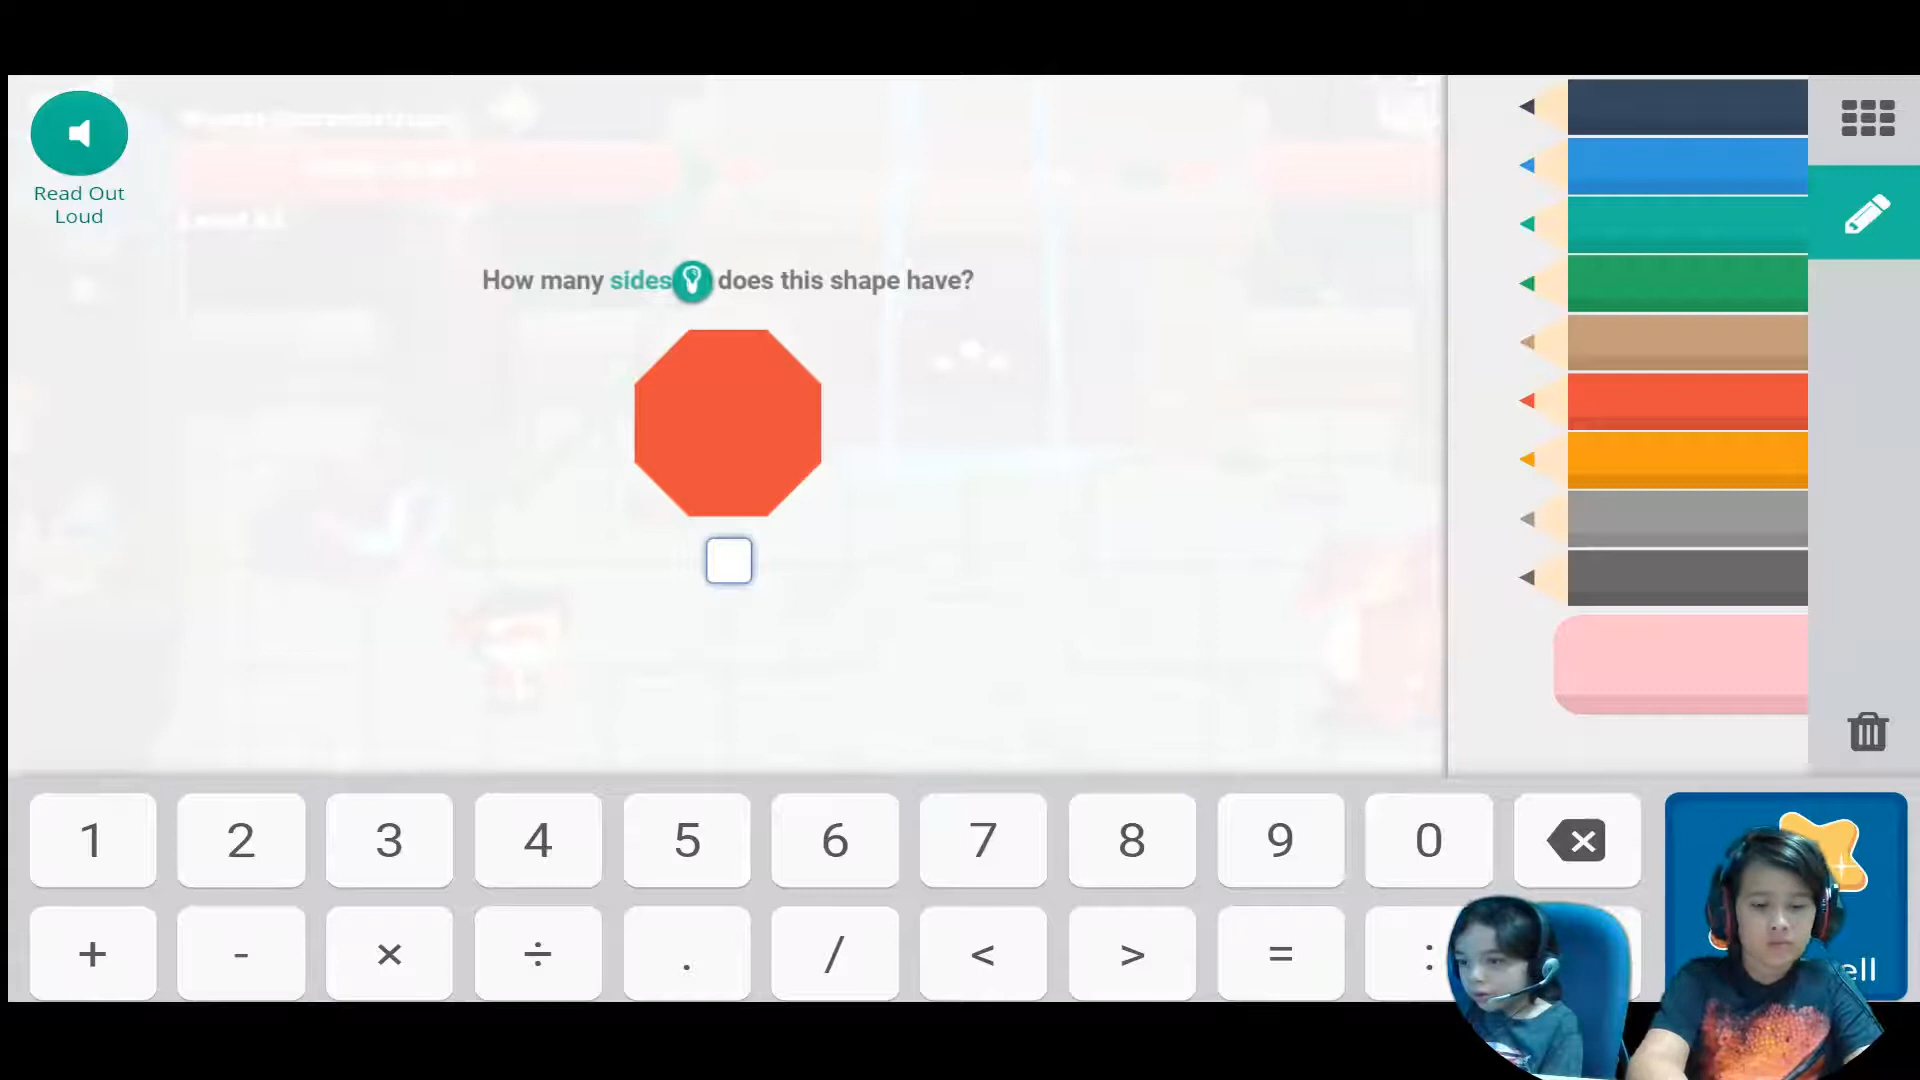 Read Out
Loud
How many sides does this shape have?
1 2 3 4 5 6 7 8 9 0
+ - × ÷ . / < > = :
ell